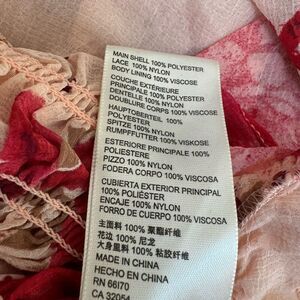 MAIN SHELL 100% POLYESTER
LACE 100% NYLON
BODY LINING 100% VISCOSE
COUCHE EXTÉRIEURE
PRINCIPALE 100% POLYESTER
DENTELLE 100% NYLON
DOUBLURE CORPS 100% VISCOSE
HAUPTOBERTEIL 100%
POLYESTER
SPITZE 100% NYLON
RUMPFFUTTER 100% VISKOSE
ESTERIORE PRINCIPALE 100%
POLIESTERE
PIZZO 100% NYLON
FODERA CORPO 100% VISCOSA
CUBIERTA EXTERIOR PRINCIPAL
100% POLIÉSTER
ENCAJE 100% NYLON
FORRO DE CUERPO 100% VISCOSA
主面料 100% 聚酯纤维
花边 100% 尼龙
大身里料 100% 粘胶纤维
MADE IN CHINA
HECHO EN CHINA
RN 66170
CA 32054